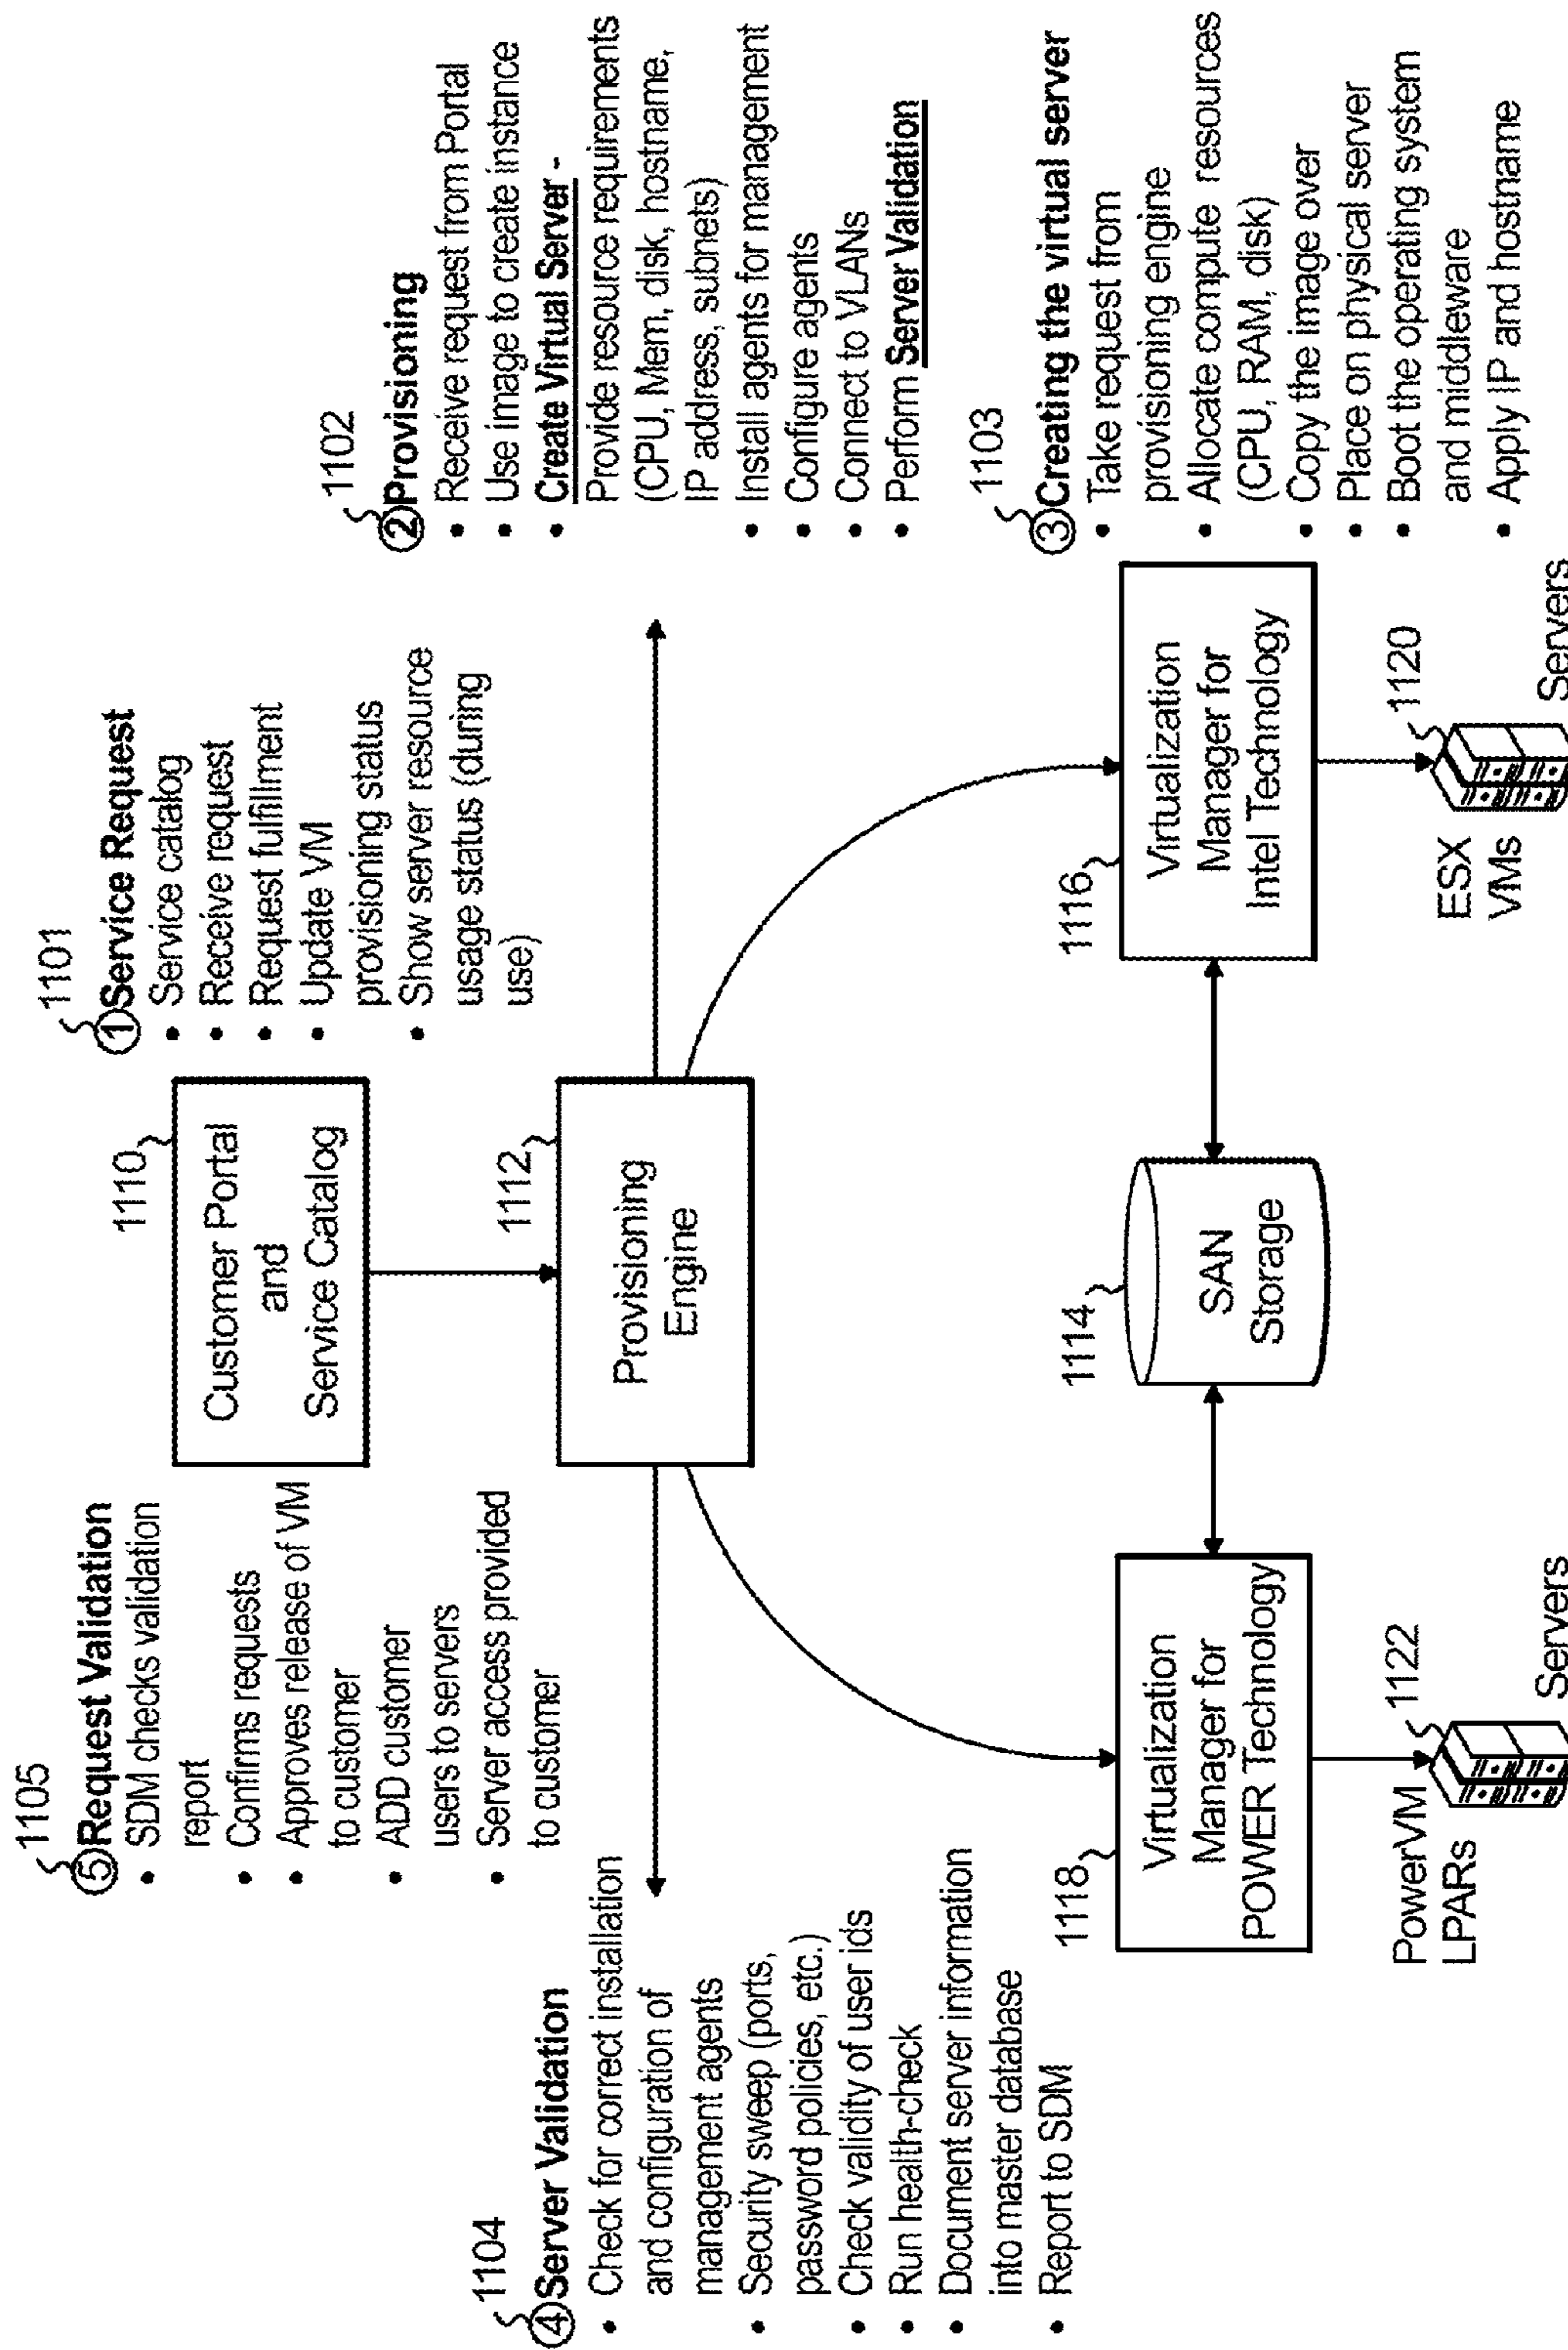 1105
⑤Request Validation
• SDM checks validation
report
• Confirms requests
• Approves release of VM
to customer
• ADD customer
users to servers
• Server access provided
to customer
1110
Customer Portal
and
Service Catalog
1101
①Service Request
• Service catalog
• Receive request
• Request fulfillment
• Update VM
provisioning status
• Show server resource
usage status (during
use)
1104
④Server Validation
• Check for correct installation
and configuration of
management agents
• Security sweep (ports,
password policies, etc.)
• Check validity of user ids
• Run health-check
• Document server information
into master database
• Report to SDM
1112
Provisioning
Engine
1102
②Provisioning
• Receive request from Portal
• Use image to create instance
• Create Virtual Server -
Provide resource requirements
(CPU, Mem, disk, hostname,
IP address, subnets)
• Install agents for management
• Configure agents
• Connect to VLANs
• Perform Server Validation
1118
Virtualization
Manager for
POWER Technology
1114
SAN
Storage
1116
Virtualization
Manager for
Intel Technology
1103
③Creating the virtual server
• Take request from
provisioning engine
• Allocate compute resources
(CPU, RAM, disk)
• Copy the image over
• Place on physical server
• Boot the operating system
and middleware
• Apply IP and hostname
PowerVM
LPARs
1122
Servers
ESX
VMs
1120
Servers